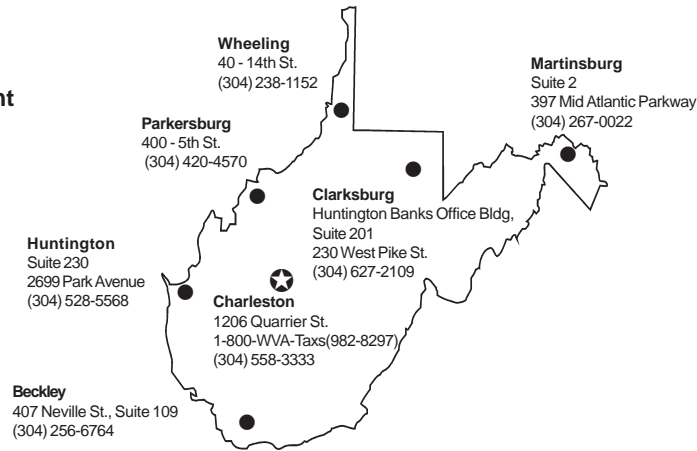 Wheeling
40 - 14th St.
(304) 238-1152
Martinsburg
Suite 2
397 Mid Atlantic Parkway
(304) 267-0022
nt
Parkersburg
400 - 5th St.
(304) 420-4570
Clarksburg
Huntington Banks Office Bldg,
Suite 201
230 West Pike St.
(304) 627-2109
Huntington
Suite 230
2699 Park Avenue
(304) 528-5568
Charleston
1206 Quarrier St.
1-800-WVA-Taxs(982-8297)
(304) 558-3333
Beckley
407 Neville St., Suite 109
(304) 256-6764